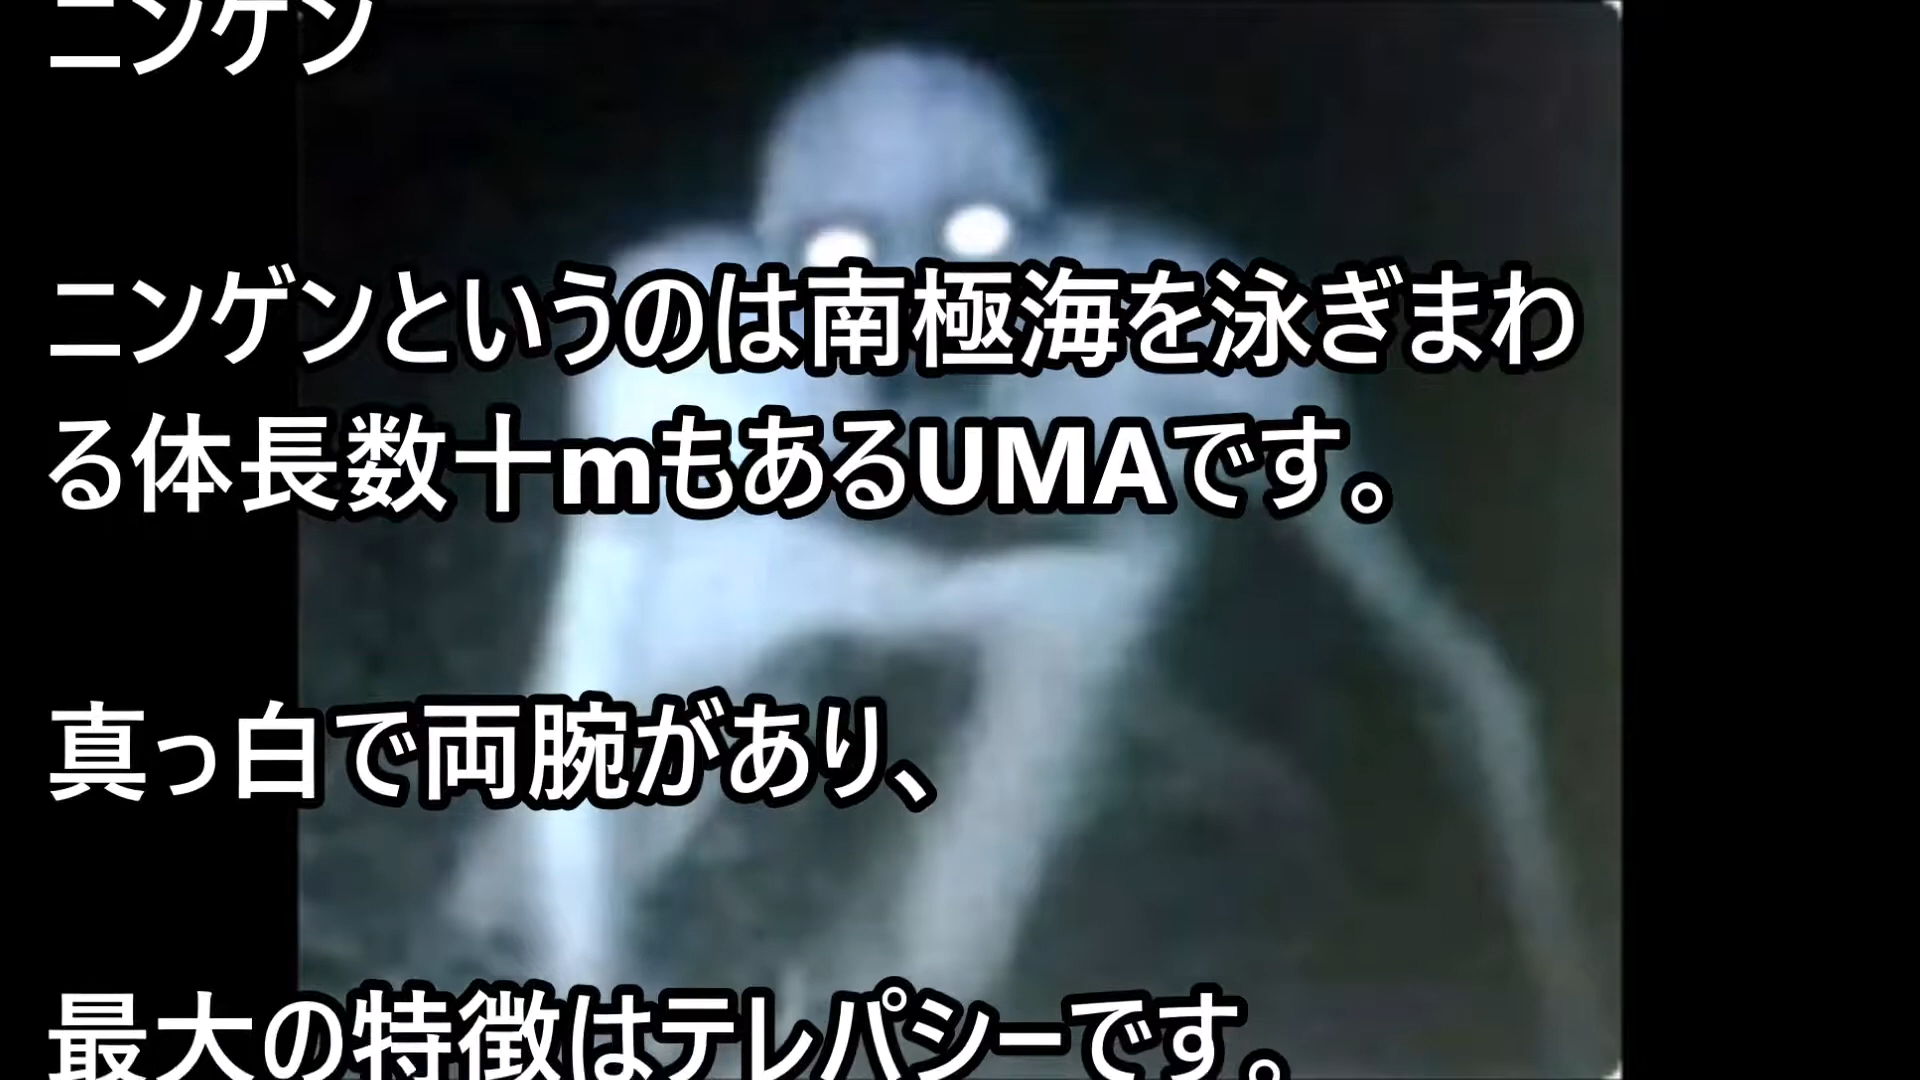 ニンゲン
ニンゲンというのは南極海を泳ぎまわ
る体長数十mもあるUMAです。
真っ白で両腕があり、
最大の特徴はテレパシーです。